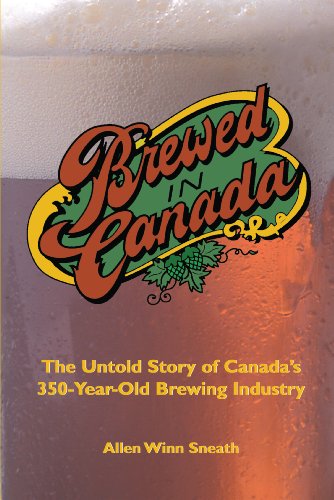 Brewed
IN
Canada
The Untold Story of Canada's
350-Year-Old Brewing Industry
Allen Winn Sneath